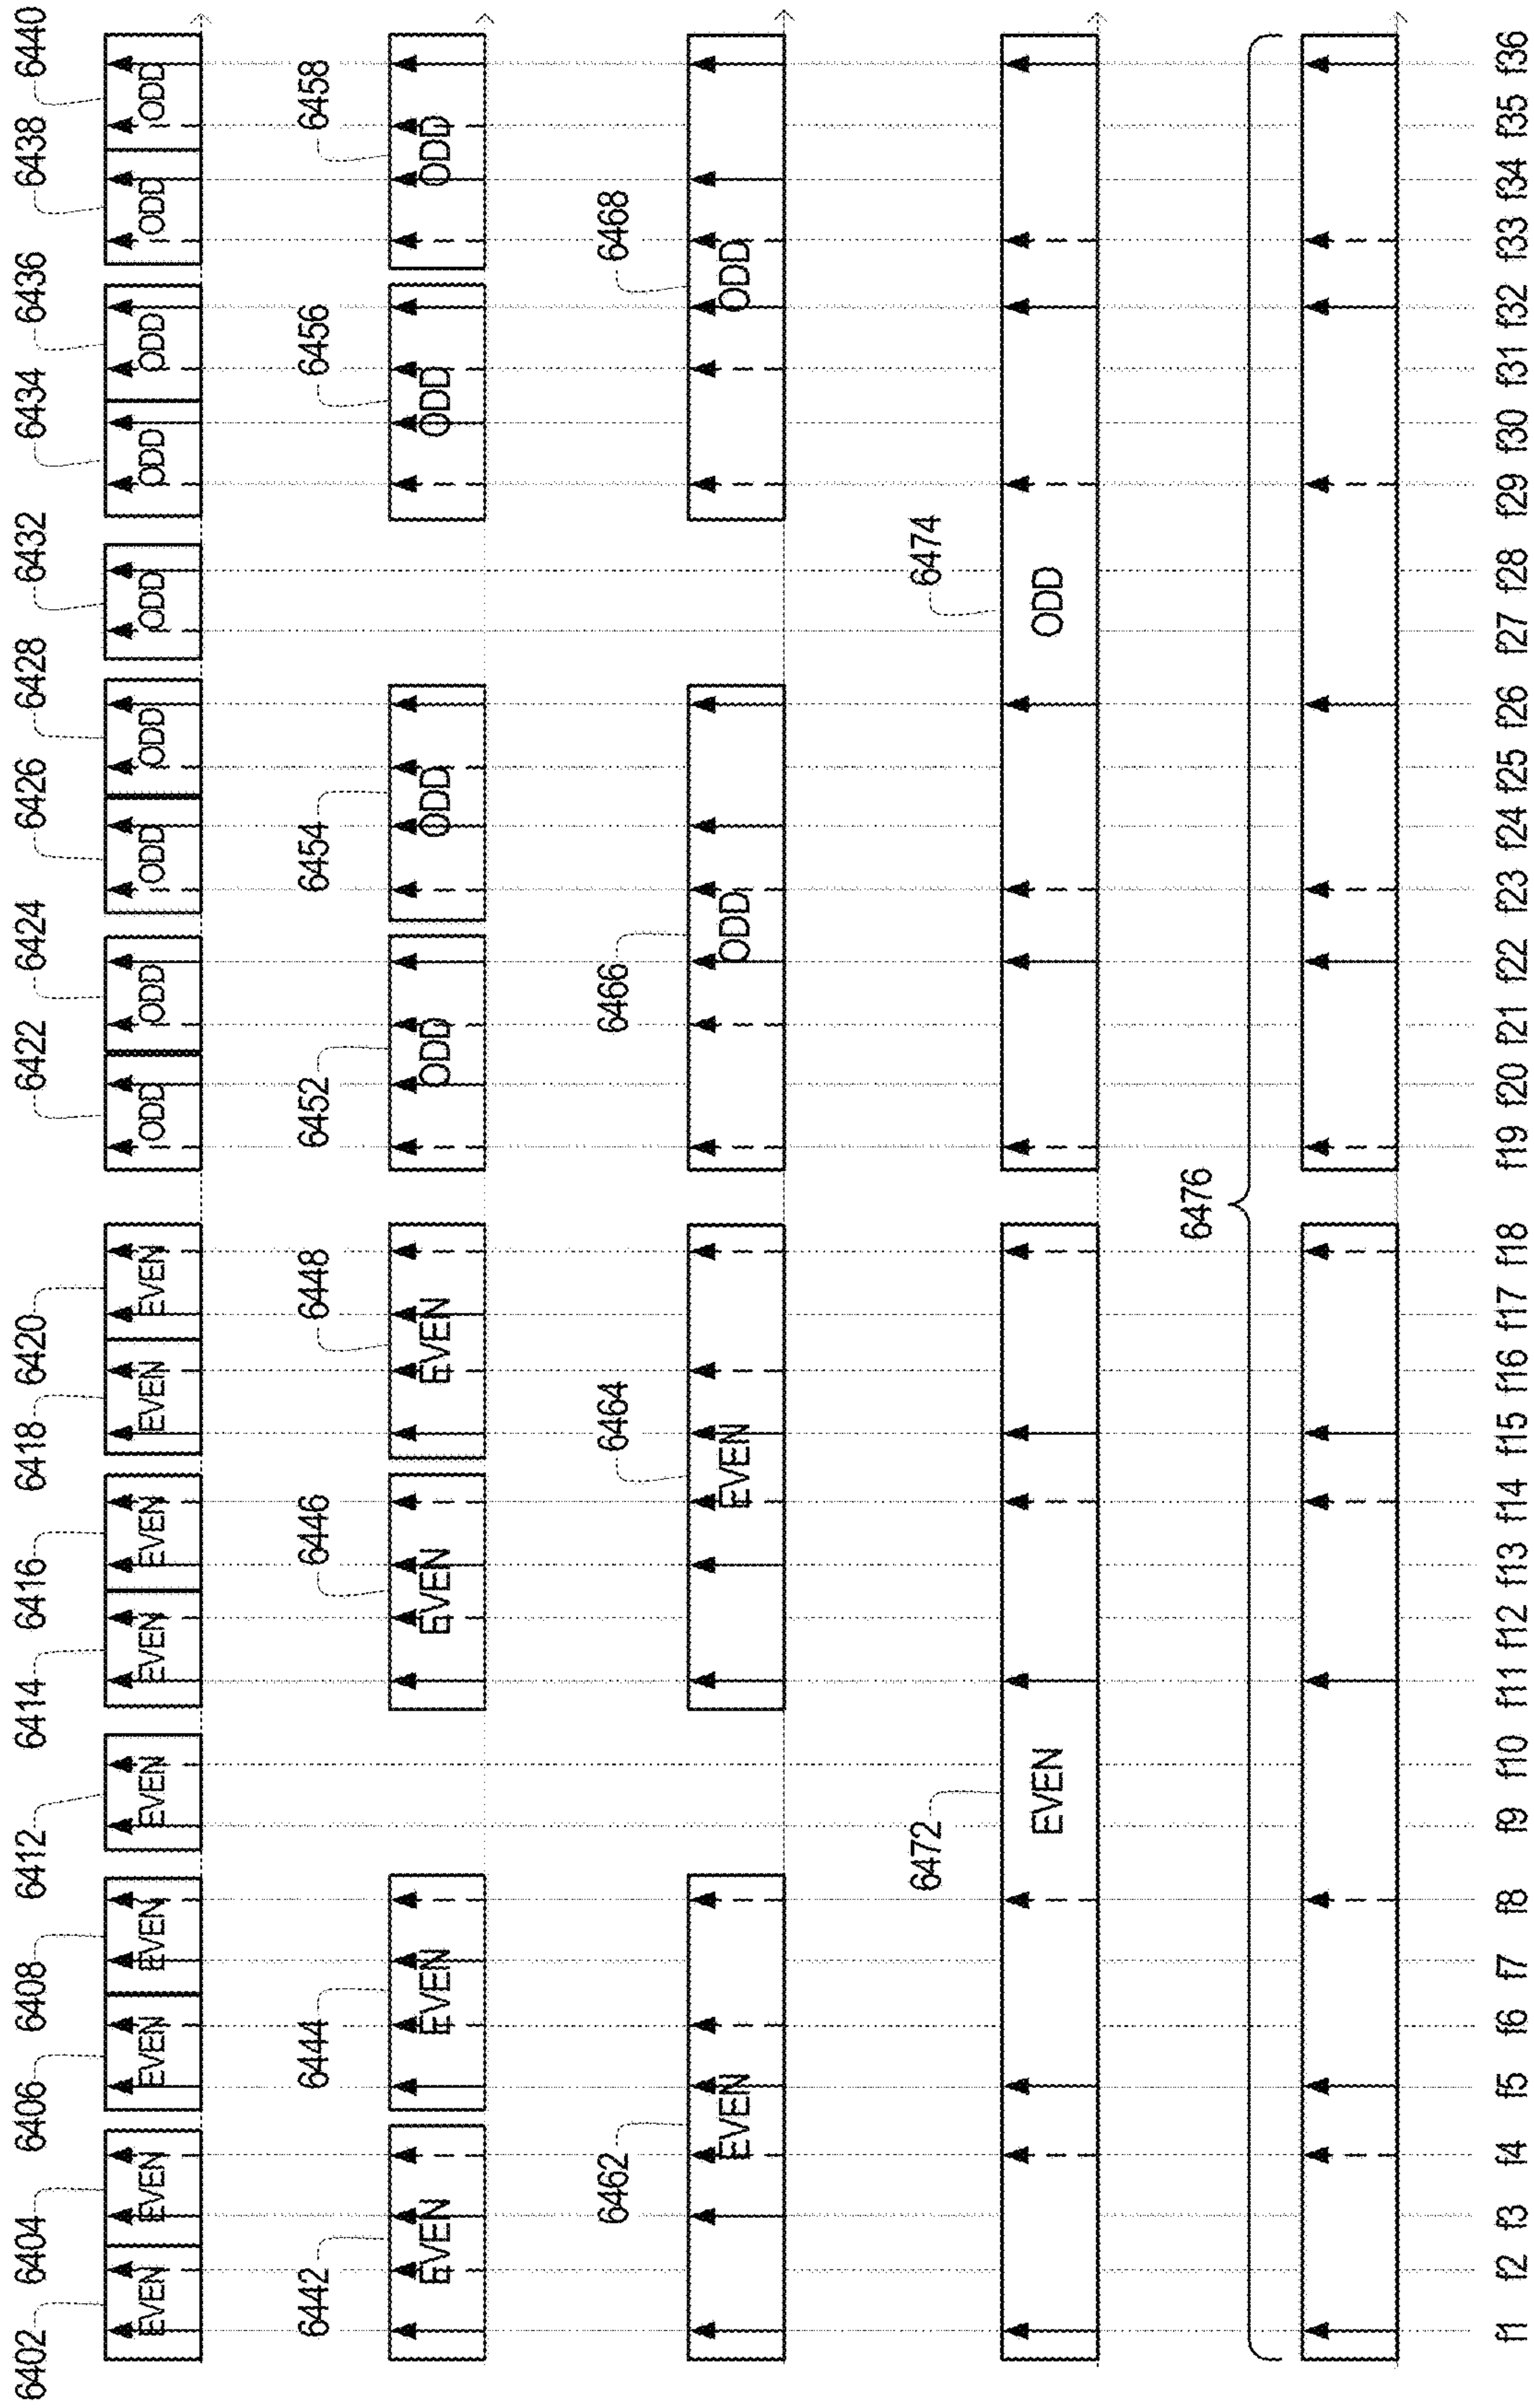 6402 6404 6406 6408 6412 6414 6416 6418 6420 6422 6424 6426 6428 6432 6434 6436 6438 6440
EVEN EVEN EVEN EVEN EVEN EVEN EVEN EVEN EVEN ODD ODD ODD ODD ODD ODD ODD ODD ODD
6442 6444 6446 6448 6452 6454 6456 6458
EVEN EVEN EVEN EVEN ODD ODD ODD ODD
6462 6464 6466 6468
EVEN EVEN ODD ODD
6472 6474
EVEN ODD
6476
f1 f2 f3 f4 f5 f6 f7 f8 f9 f10 f11 f12 f13 f14 f15 f16 f17 f18 f19 f20 f21 f22 f23 f24 f25 f26 f27 f28 f29 f30 f31 f32 f33 f34 f35 f36